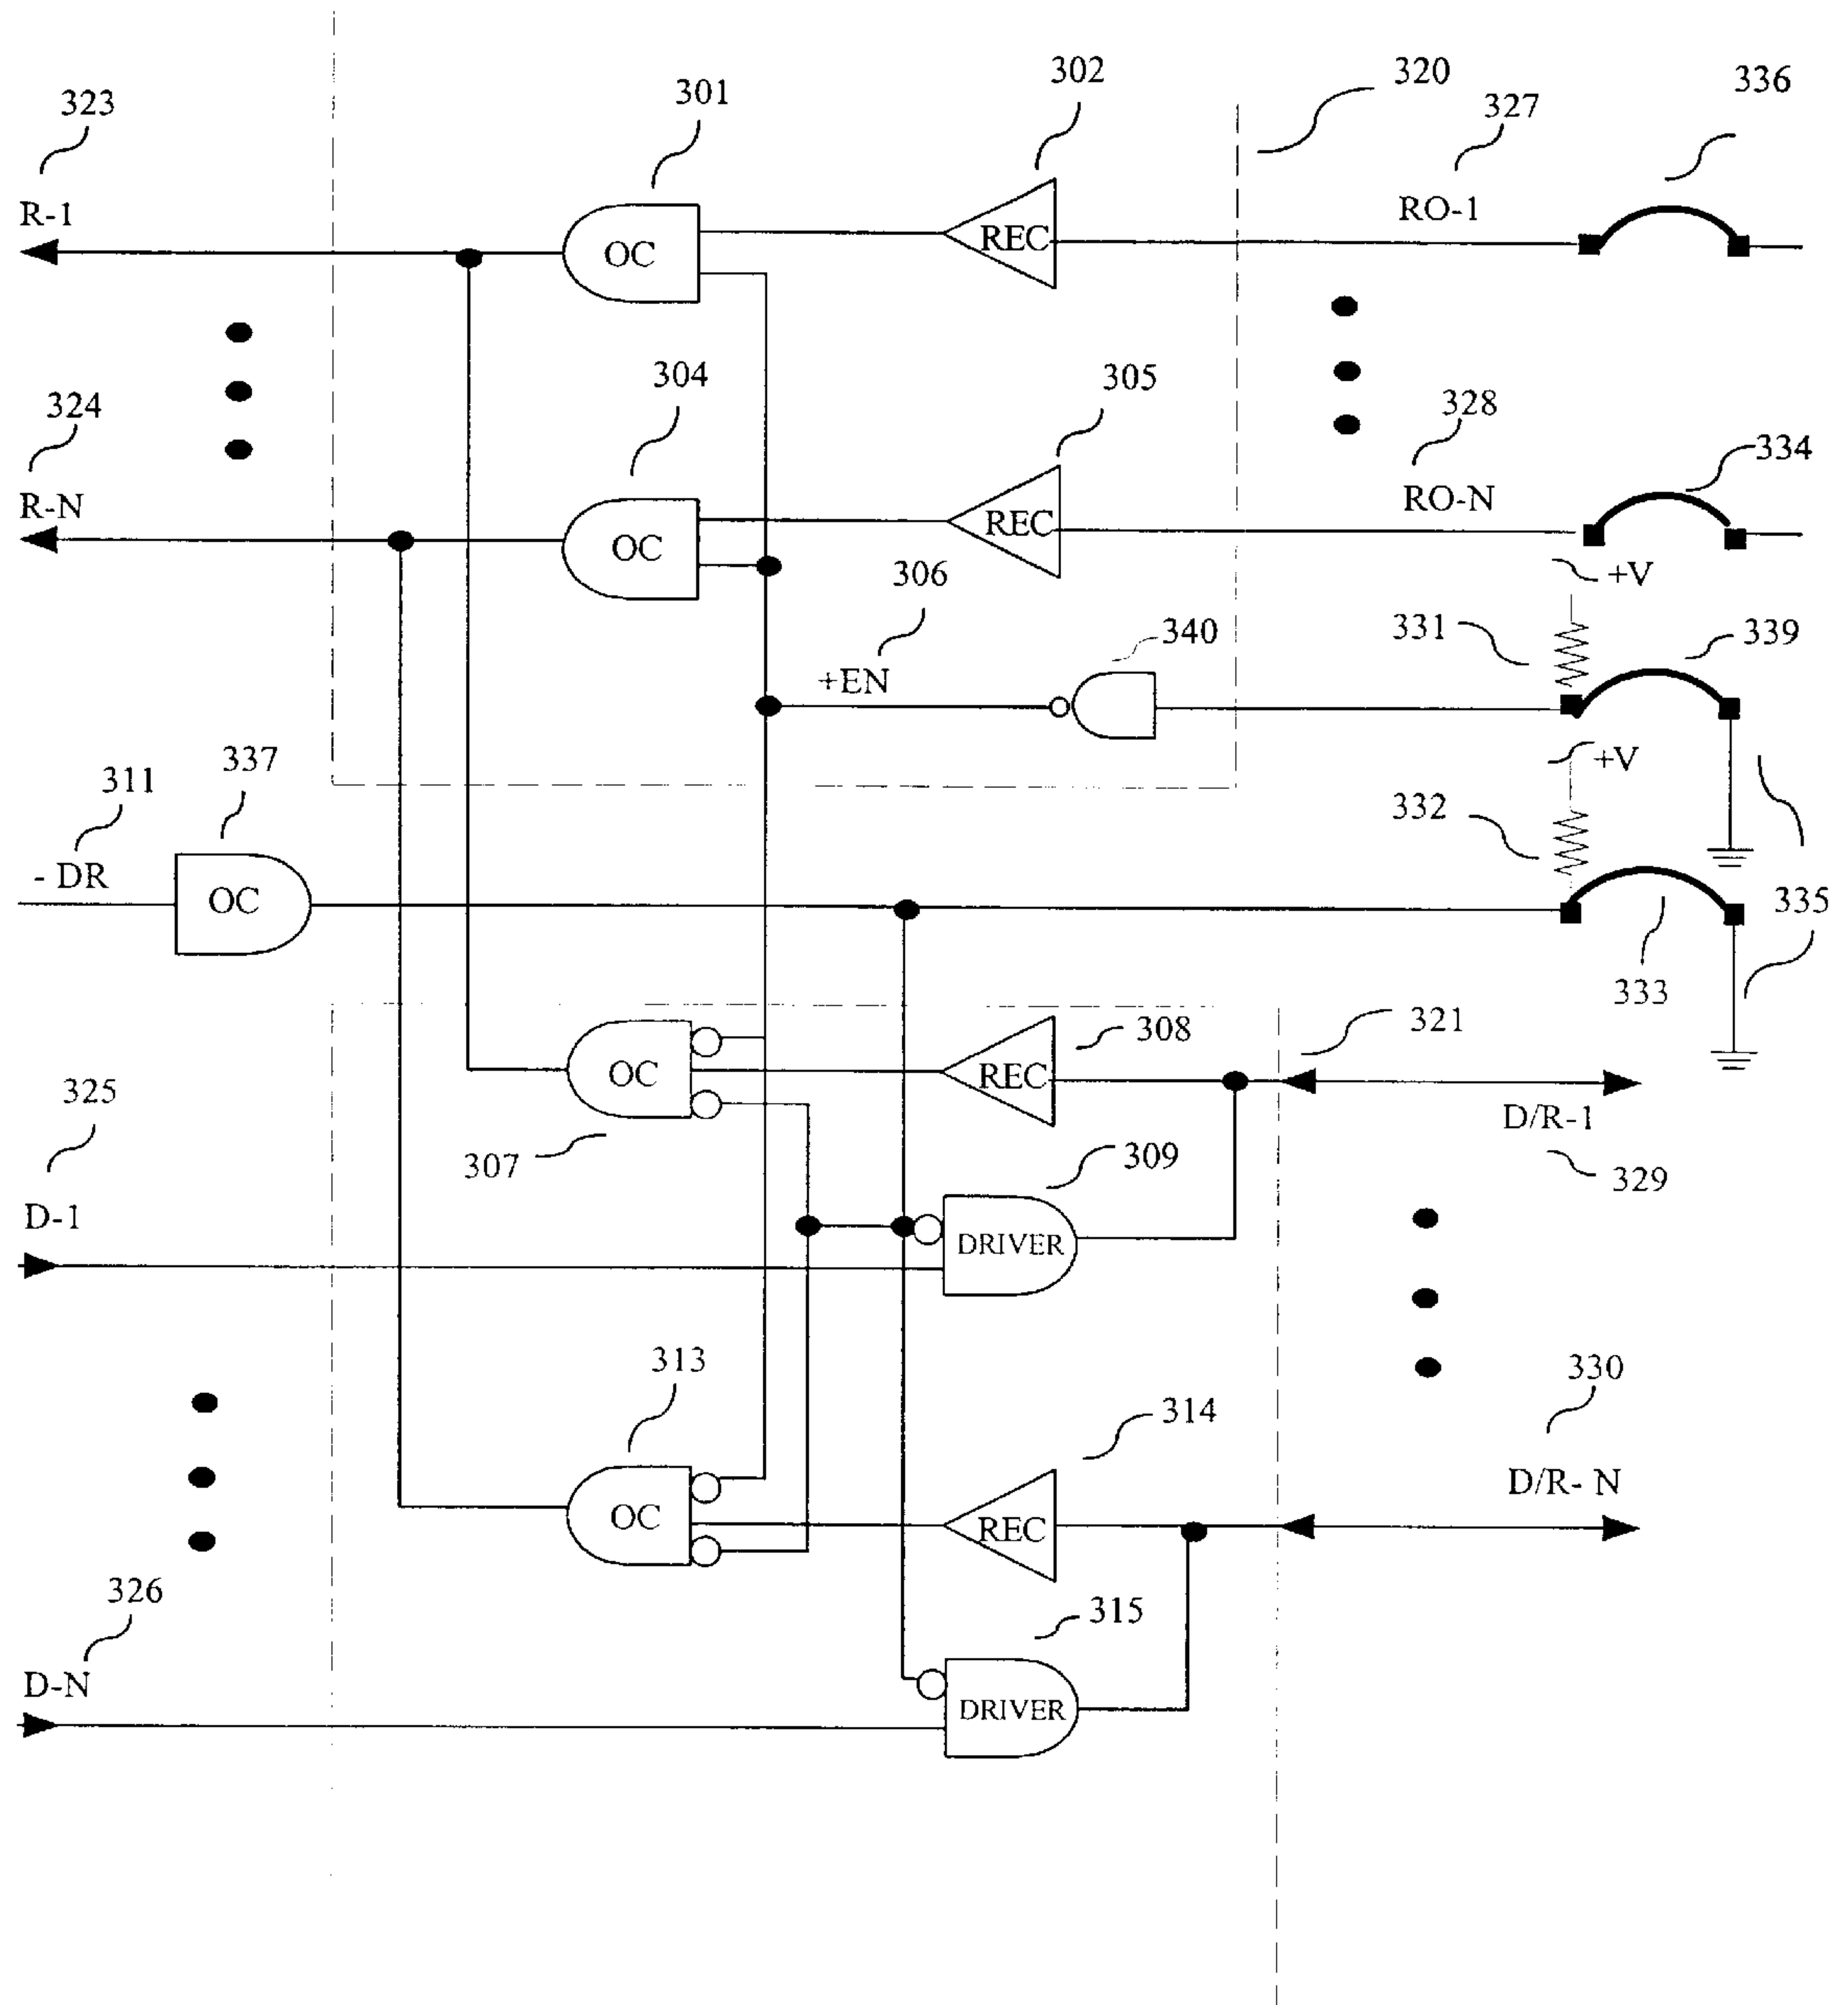 302
320
336
301
327
323
R-1
RO-1
OC
REC
304
305
328
324
334
R-N
RO-N
OC
REC
306
+V
340
331
339
+EN
+V
337
311
332
- DR
OC
335
333
321
308
OC
REC
325
D/R-1
309
307
329
D-1
DRIVER
313
330
314
D/R- N
OC
REC
326
315
D-N
DRIVER